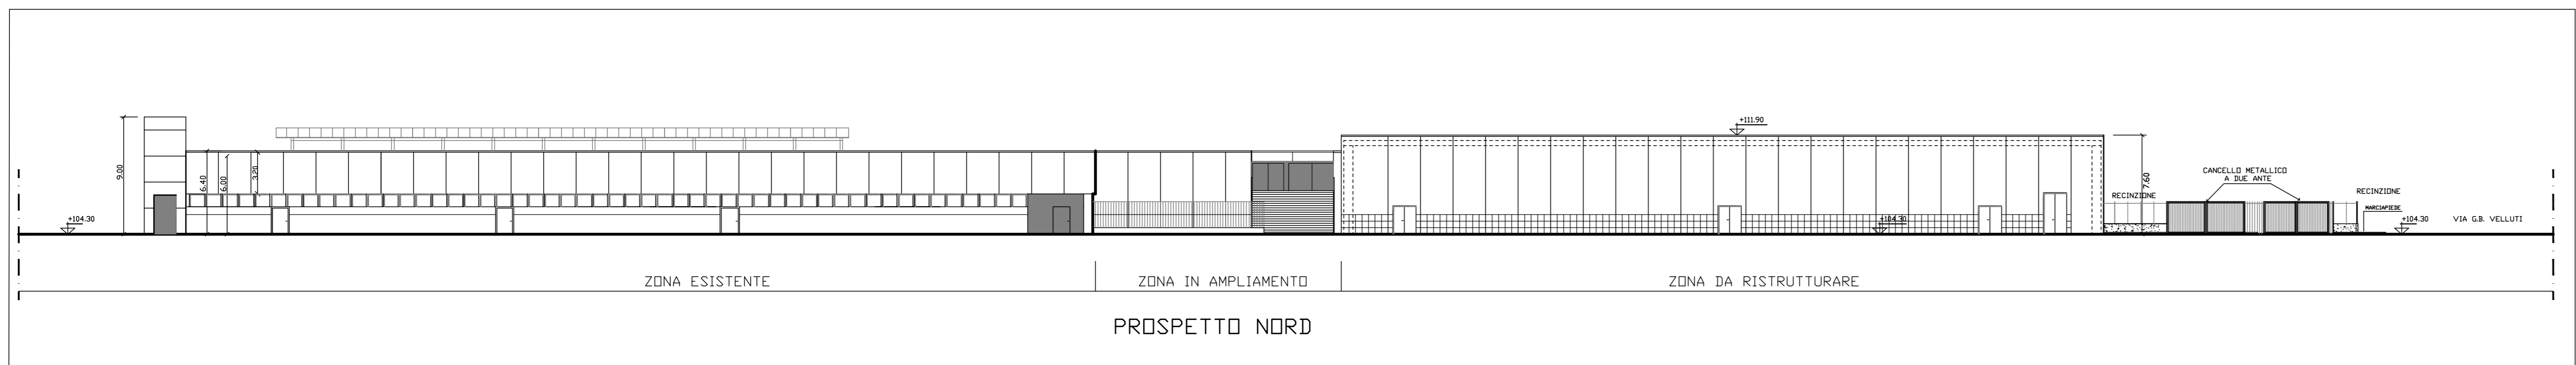 +111.90
9.00
6.40
6.00
3.20
7.60
CANCELLO METALLICO
A DUE ANTE
RECINZIONE
RECINZIONE
MARCIAPIEDE
+104.30
+104.30
+104.30
VIA G.B. VELLUTI
ZONA ESISTENTE
ZONA IN AMPLIAMENTO
ZONA DA RISTRUTTURARE
PROSPETTO NORD